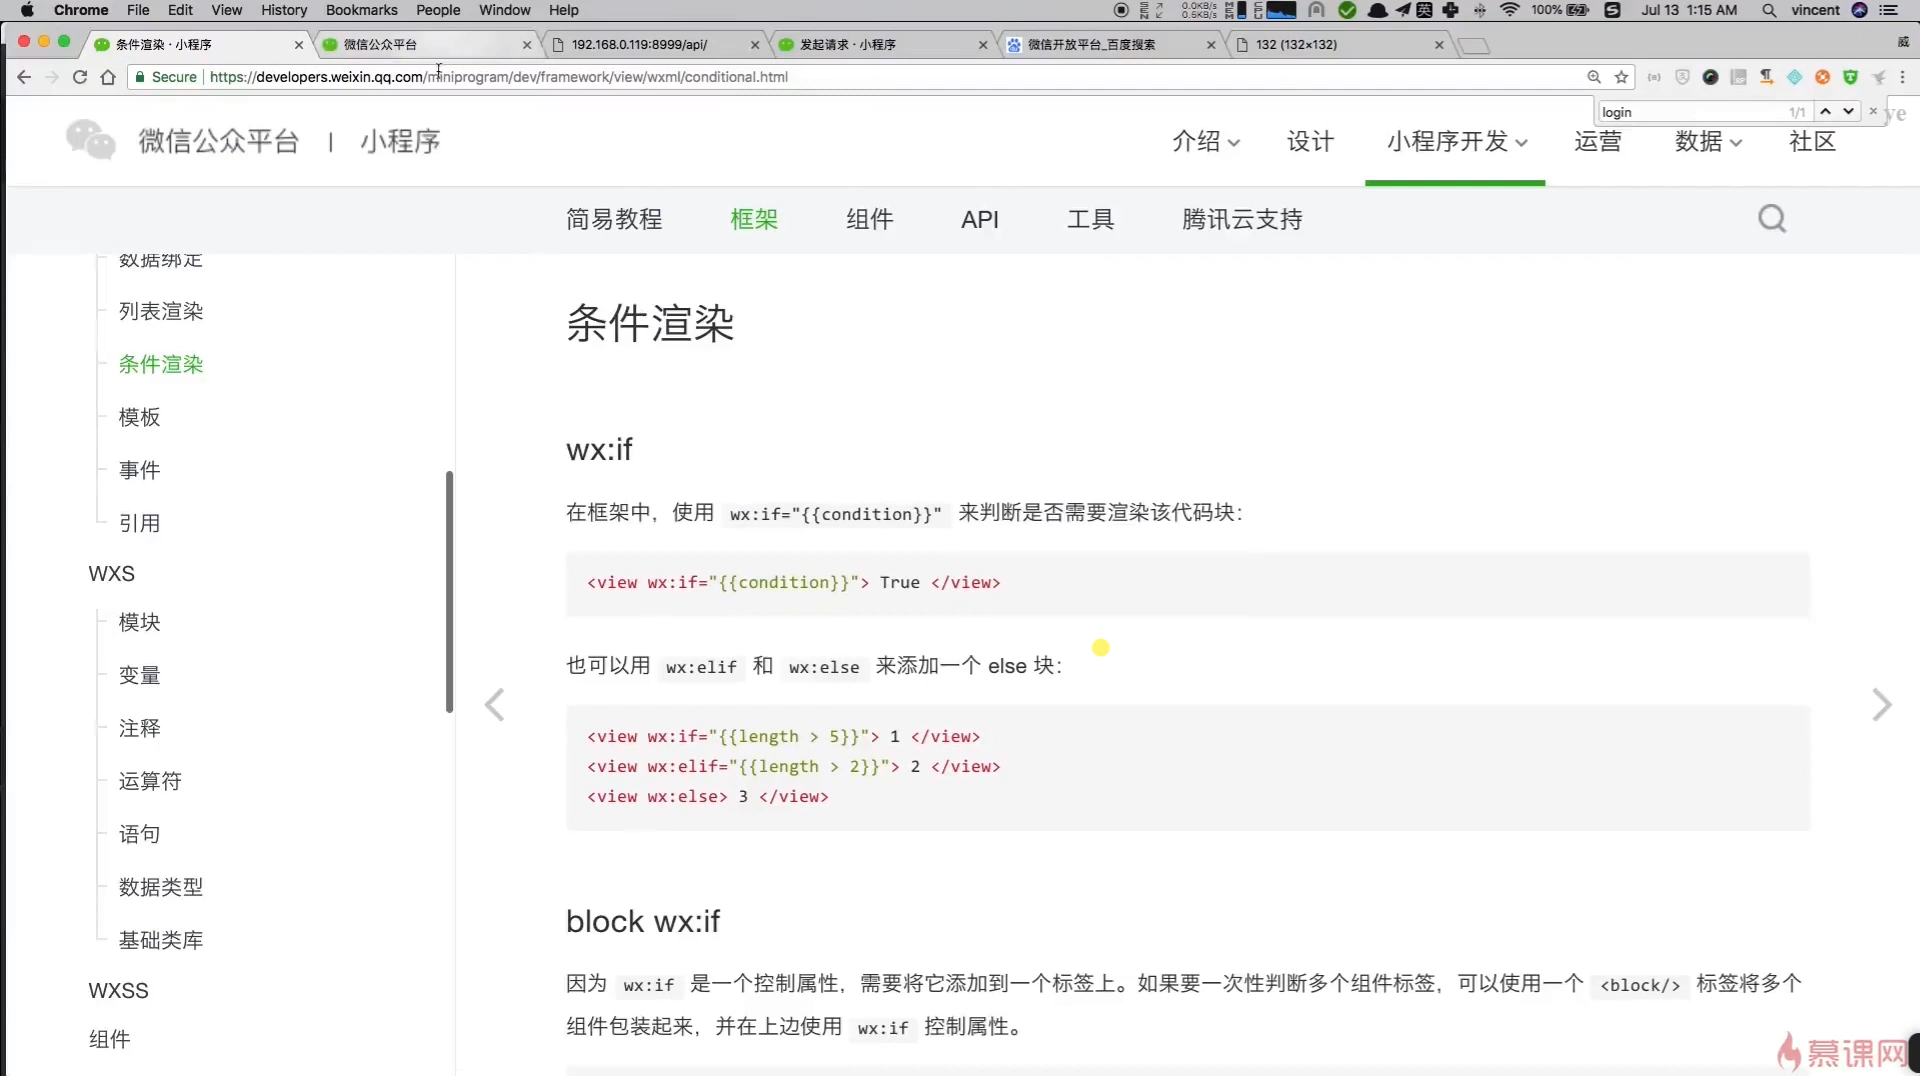 Chrome File Edit View History Bookmarks People Window Help
0.0KB/s
0.6KB/s
100% Jul 13 1:15 AM vincent
条件渲染 · 小程序 微信公众平台 192.168.0.119:8999/api/ 发起请求 · 小程序 微信开放平台_百度搜索 132 (132×132)
Secure https://developers.weixin.qq.com/miniprogram/dev/framework/view/wxml/conditional.html
login 1/1
微信公众平台 | 小程序 介绍 设计 小程序开发 运营 数据 社区
简易教程 框架 组件 API 工具 腾讯云支持
数据绑定
列表渲染
条件渲染
模板
事件
引用
WXS
模块
变量
注释
运算符
语句
数据类型
基础类库
WXSS
组件
条件渲染
wx:if
在框架中，使用 wx:if="{{condition}}" 来判断是否需要渲染该代码块：
<view wx:if="{{condition}}"> True </view>
也可以用 wx:elif 和 wx:else 来添加一个 else 块：
<view wx:if="{{length > 5}}"> 1 </view>
<view wx:elif="{{length > 2}}"> 2 </view>
<view wx:else> 3 </view>
block wx:if
因为 wx:if 是一个控制属性，需要将它添加到一个标签上。如果要一次性判断多个组件标签，可以使用一个 <block/> 标签将多个
组件包装起来，并在上边使用 wx:if 控制属性。
慕课网